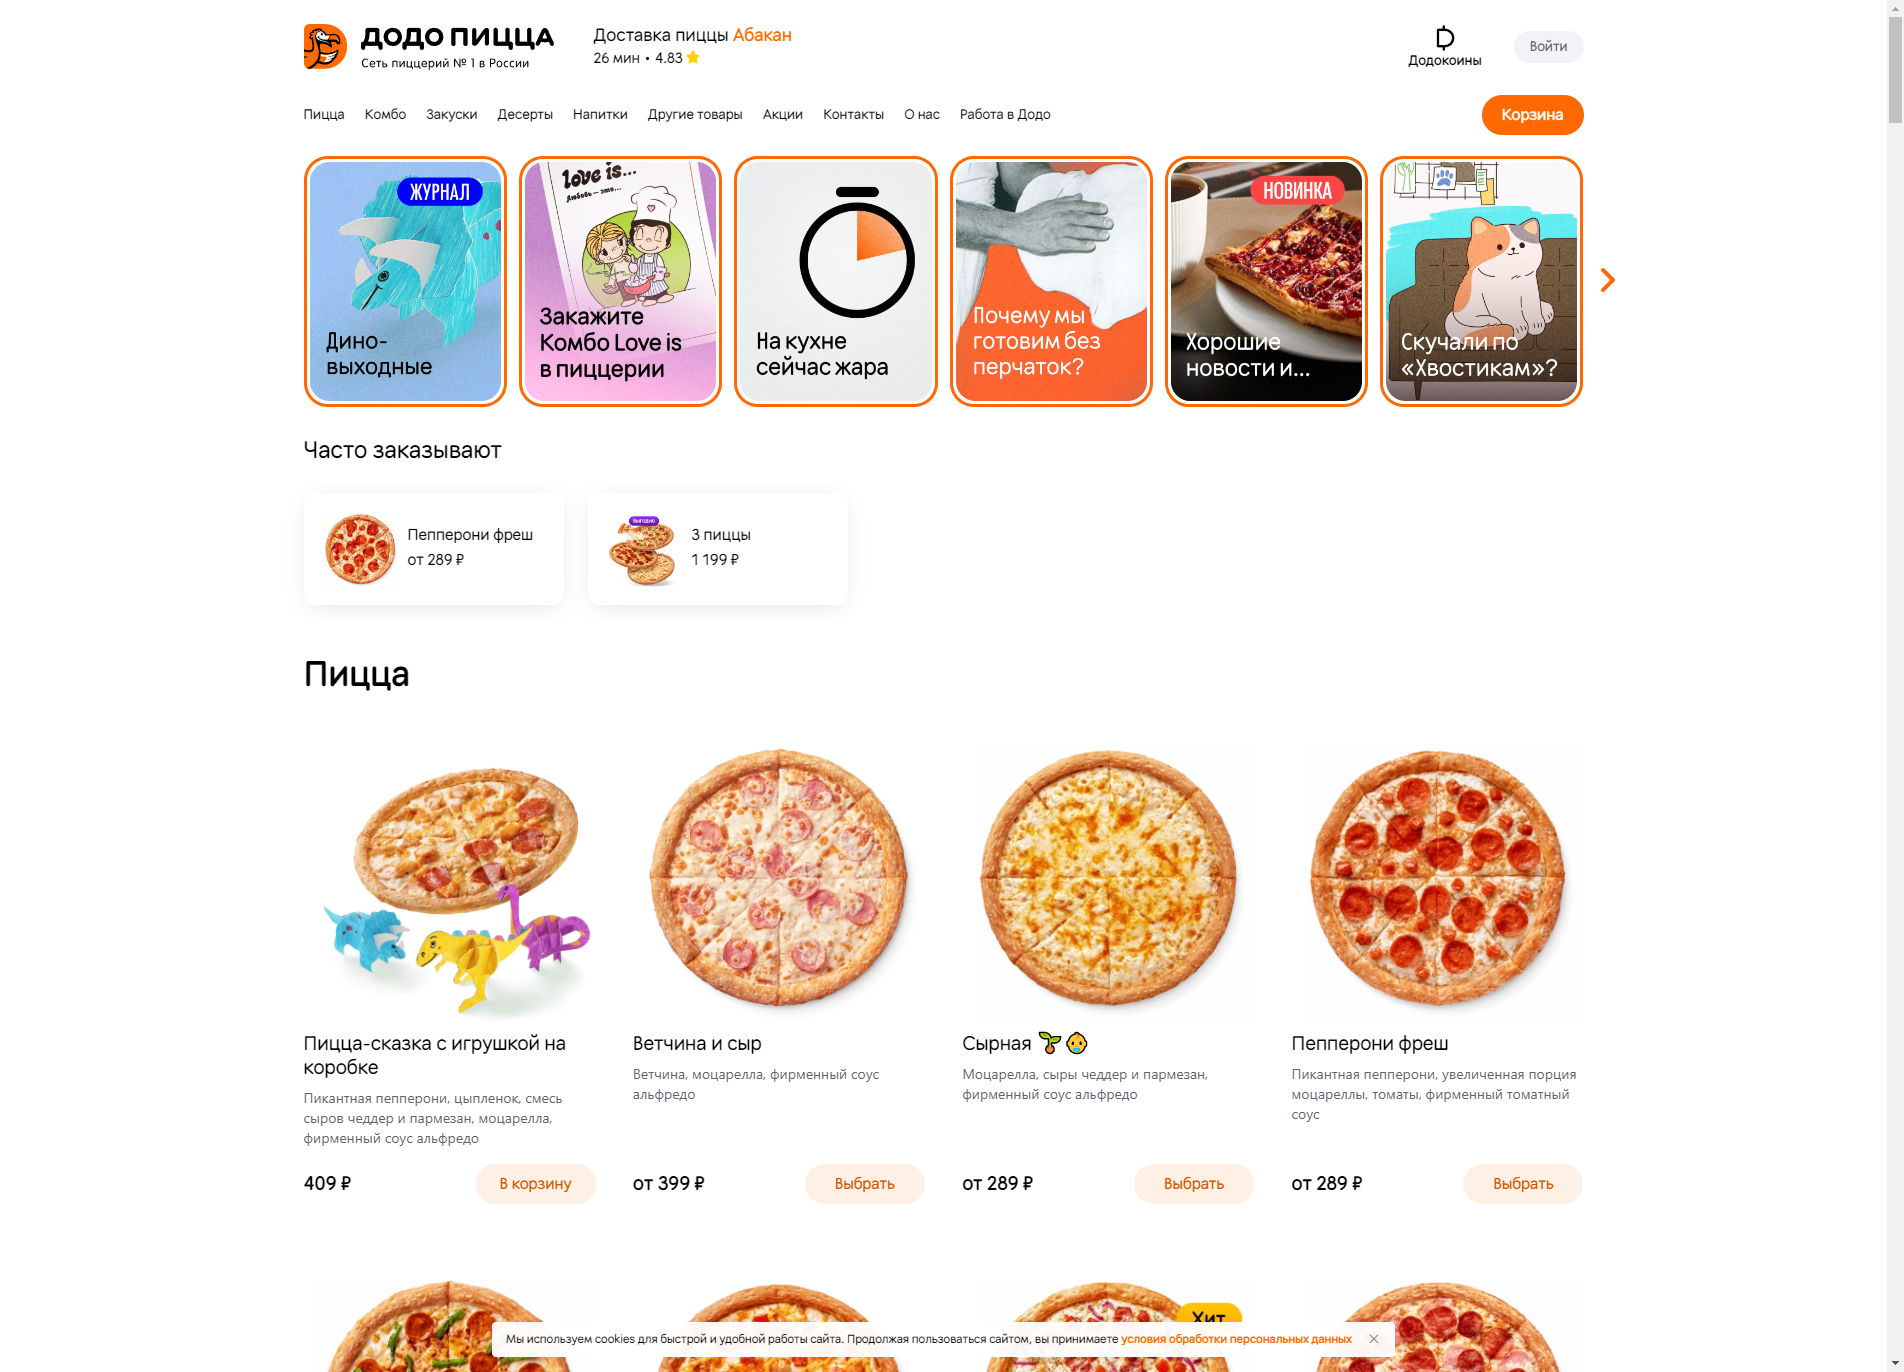 ДОДО ПИЦЦА
Сеть пиццерий № 1 в России
Доставка пиццы Абакан
26 мин • 4.83
Додокоины
Войти
Пицца Комбо Закуски Десерты Напитки Другие товары Акции Контакты О нас Работа в Додо
Корзина
ЖУРНАЛ
Дино-
выходные
love is...
Любовь — это...
Закажите
Комбо Love is
в пиццерии
На кухне
сейчас жара
Почему мы
готовим без
перчаток?
НОВИНКА
Хорошие
новости и...
Скучали по
«Хвостикам»?
Часто заказывают
Пепперони фреш
от 289 ₽
Выгодно
3 пиццы
1 199 ₽
Пицца
Пицца-сказка с игрушкой на
коробке
Пикантная пепперони, цыпленок, смесь
сыров чеддер и пармезан, моцарелла,
фирменный соус альфредо
409 ₽
В корзину
Ветчина и сыр
Ветчина, моцарелла, фирменный соус
альфредо
от 399 ₽
Выбрать
Сырная
Моцарелла, сыры чеддер и пармезан,
фирменный соус альфредо
от 289 ₽
Выбрать
Пепперони фреш
Пикантная пепперони, увеличенная порция
моцареллы, томаты, фирменный томатный
соус
от 289 ₽
Выбрать
Хит
Мы используем cookies для быстрой и удобной работы сайта. Продолжая пользоваться сайтом, вы принимаете условия обработки персональных данных